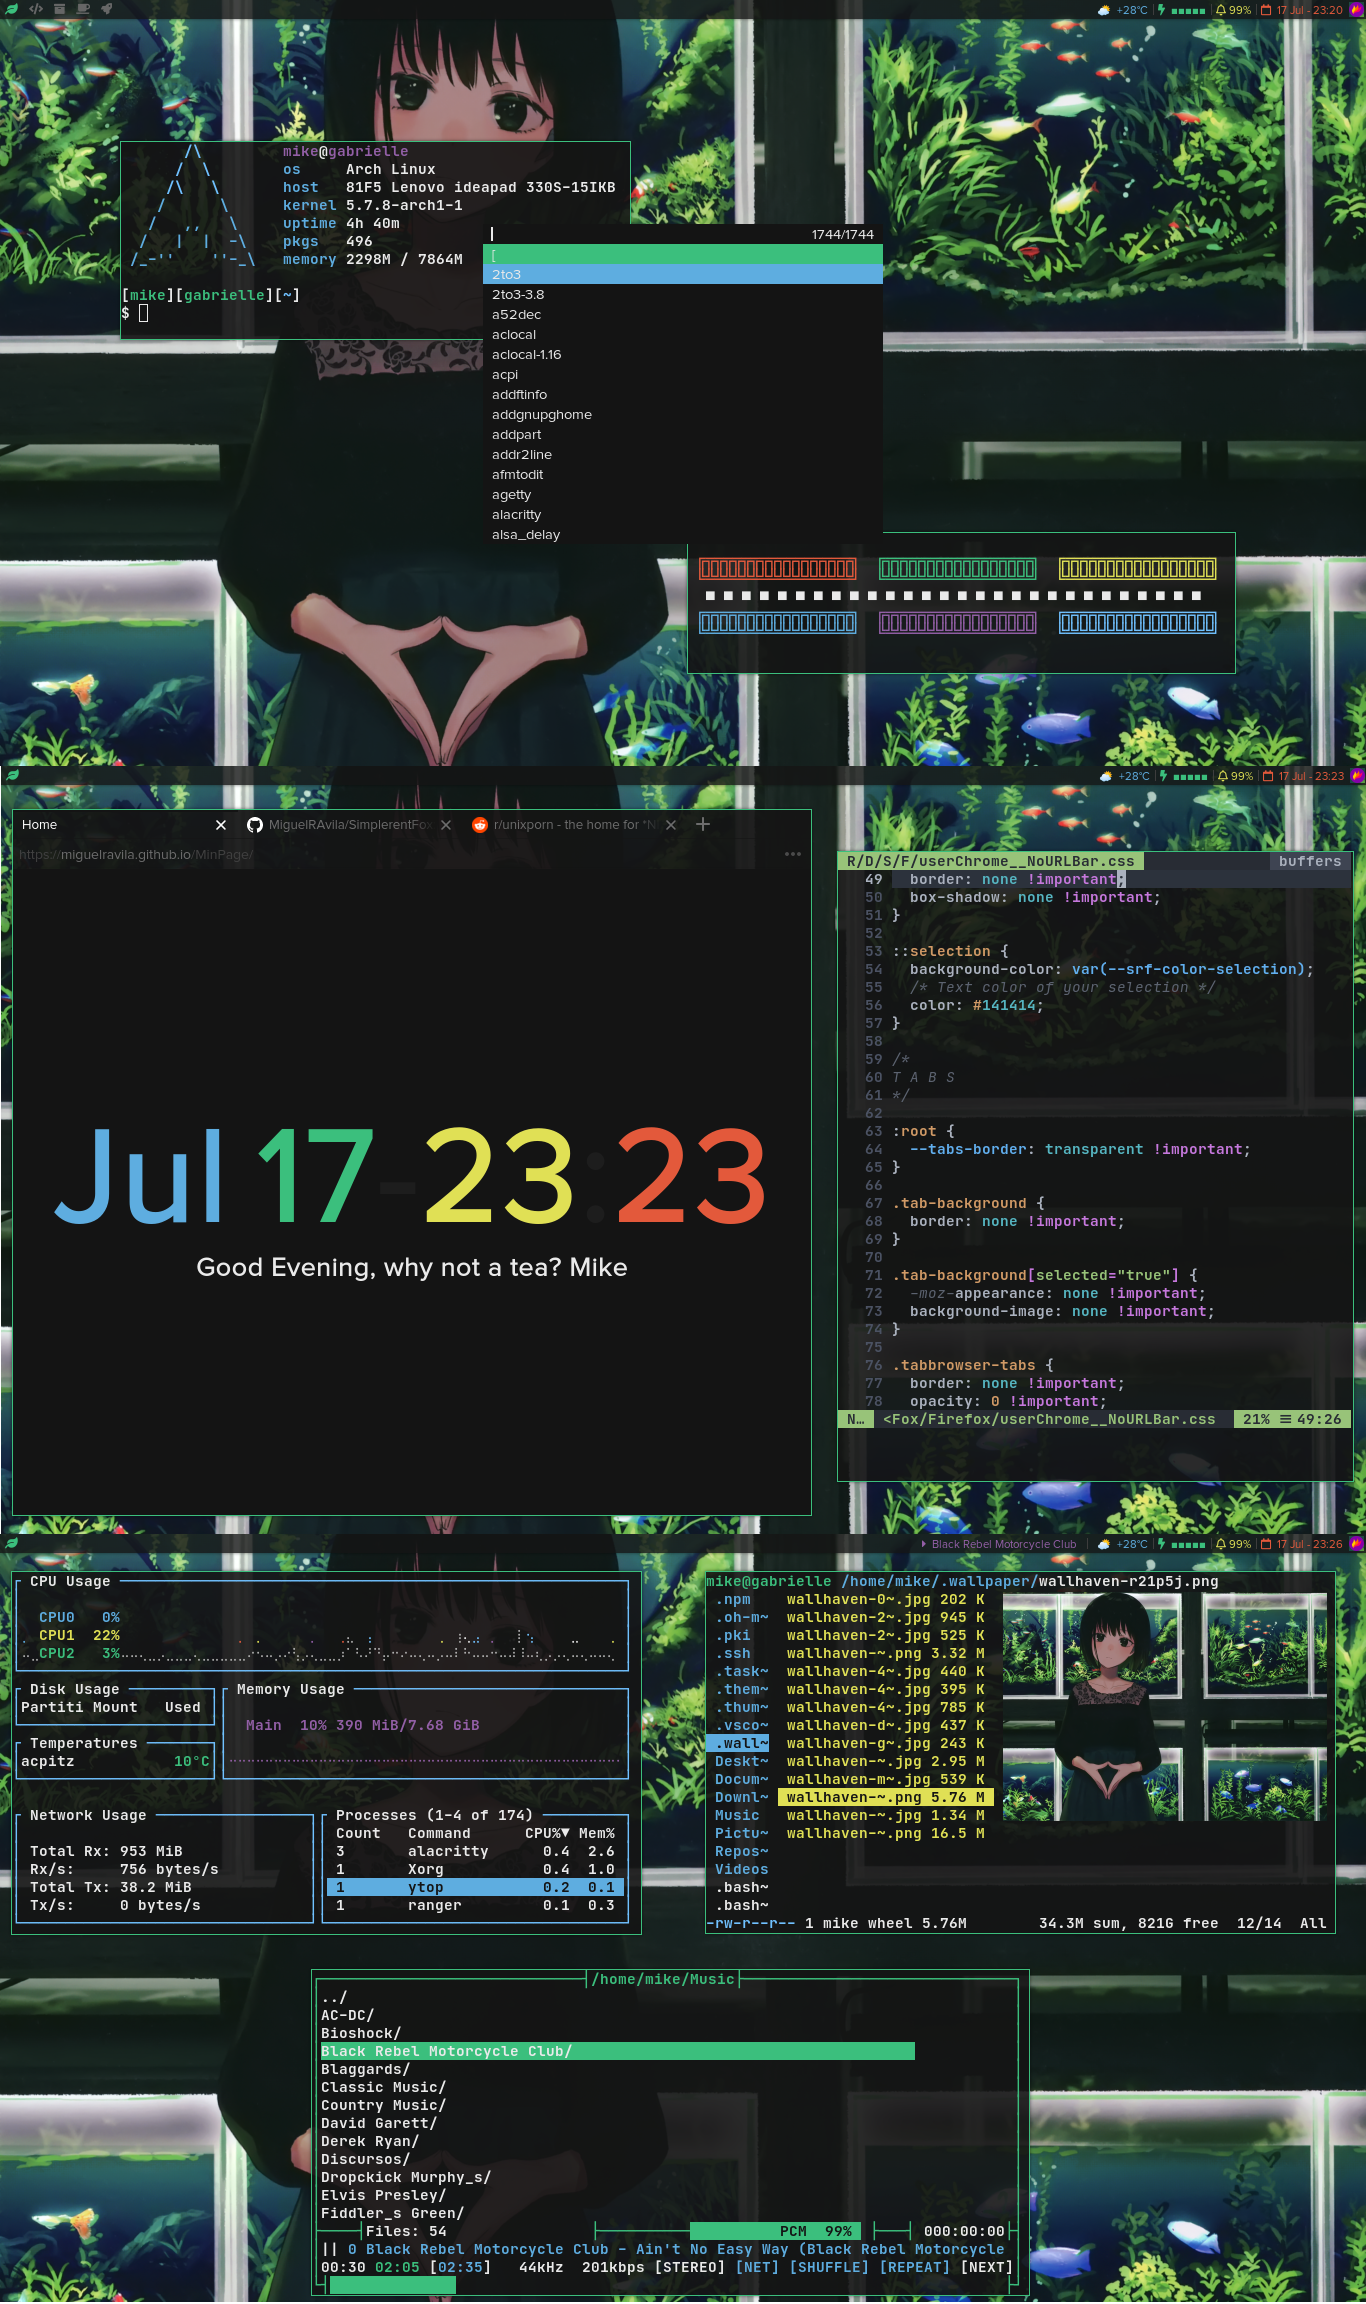 +28°C 99% 17 Jul - 23:20
mike@gabrielle
os Arch Linux
host 81F5 Lenovo ideapad 330S-15IKB
kernel 5.7.8-arch1-1
uptime 4h 40m
pkgs 496
memory 2298M / 7864M
[mike][gabrielle][~]
$
1744/1744
[
2to3
2to3-3.8
a52dec
aclocal
aclocal-1.16
acpi
addftinfo
addgnupghome
addpart
addr2line
afmtodit
agetty
alacritty
alsa_delay
+28°C 99% 17 Jul - 23:23
Home MiguelRAvila/SimplerentFox r/unixporn - the home for *N
https://miguelravila.github.io/MinPage/
Jul 17-23:23
Good Evening, why not a tea? Mike
R/D/S/F/userChrome__NoURLBar.css buffers
49 border: none !important;
50 box-shadow: none !important;
51 }
52
53 ::selection {
54 background-color: var(--srf-color-selection);
55 /* Text color of your selection */
56 color: #141414;
57 }
58
59 /*
60 T A B S
61 */
62
63 :root {
64 --tabs-border: transparent !important;
65 }
66
67 .tab-background {
68 border: none !important;
69 }
70
71 .tab-background[selected="true"] {
72 -moz-appearance: none !important;
73 background-image: none !important;
74 }
75
76 .tabbrowser-tabs {
77 border: none !important;
78 opacity: 0 !important;
N… <Fox/Firefox/userChrome__NoURLBar.css 21% ☰ 49:26
Black Rebel Motorcycle Club +28°C 99% 17 Jul - 23:26
CPU Usage
CPU0 0%
CPU1 22%
CPU2 3%
Disk Usage
Partiti Mount Used
Memory Usage
Main 10% 390 MiB/7.68 GiB
Temperatures
acpitz 10°C
Network Usage
Total Rx: 953 MiB
Rx/s: 756 bytes/s
Total Tx: 38.2 MiB
Tx/s: 0 bytes/s
Processes (1-4 of 174)
Count Command CPU%▼ Mem%
3 alacritty 0.4 2.6
1 Xorg 0.4 1.0
1 ytop 0.2 0.1
1 ranger 0.1 0.3
mike@gabrielle /home/mike/.wallpaper/wallhaven-r21p5j.png
.npm wallhaven-0~.jpg 202 K
.oh-m~ wallhaven-2~.jpg 945 K
.pki wallhaven-2~.jpg 525 K
.ssh wallhaven-~.png 3.32 M
.task~ wallhaven-4~.jpg 440 K
.them~ wallhaven-4~.jpg 395 K
.thum~ wallhaven-4~.jpg 785 K
.vsco~ wallhaven-d~.jpg 437 K
.wall~ wallhaven-g~.jpg 243 K
Deskt~ wallhaven-~.jpg 2.95 M
Docum~ wallhaven-m~.jpg 539 K
Downl~ wallhaven-~.png 5.76 M
Music wallhaven-~.jpg 1.34 M
Pictu~ wallhaven-~.png 16.5 M
Repos~
Videos
.bash~
.bash~
-rw-r--r-- 1 mike wheel 5.76M 34.3M sum, 821G free 12/14 All
/home/mike/Music
../
AC-DC/
Bioshock/
Black Rebel Motorcycle Club/
Blaggards/
Classic Music/
Country Music/
David Garett/
Derek Ryan/
Discursos/
Dropckick Murphy_s/
Elvis Presley/
Fiddler_s Green/
Files: 54 PCM 99% 000:00:00
|| 0 Black Rebel Motorcycle Club - Ain't No Easy Way (Black Rebel Motorcycle
00:30 02:05 [02:35] 44kHz 201kbps [STEREO] [NET] [SHUFFLE] [REPEAT] [NEXT]